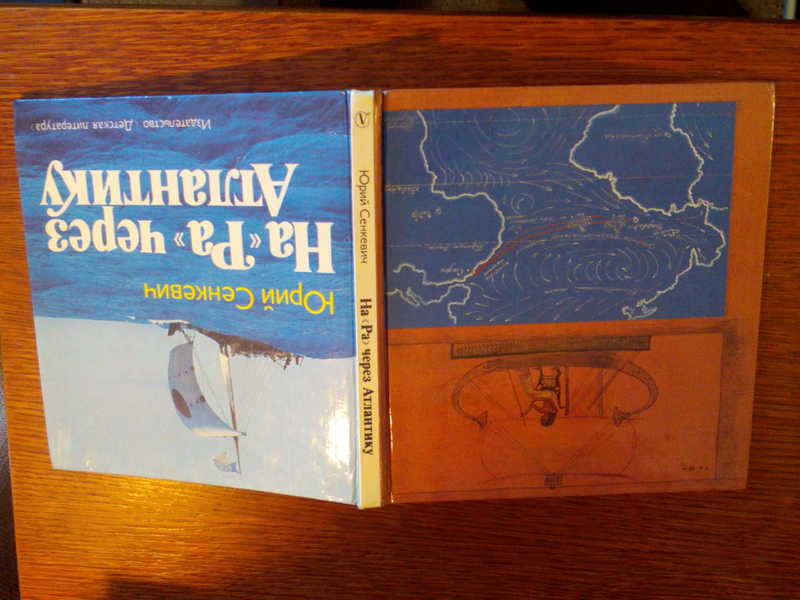 Юрий Сенкевич
На «Ра» через
Атлантику
Издательство «Детская литература»
Юрий Сенкевич
На «Ра» через Атлантику